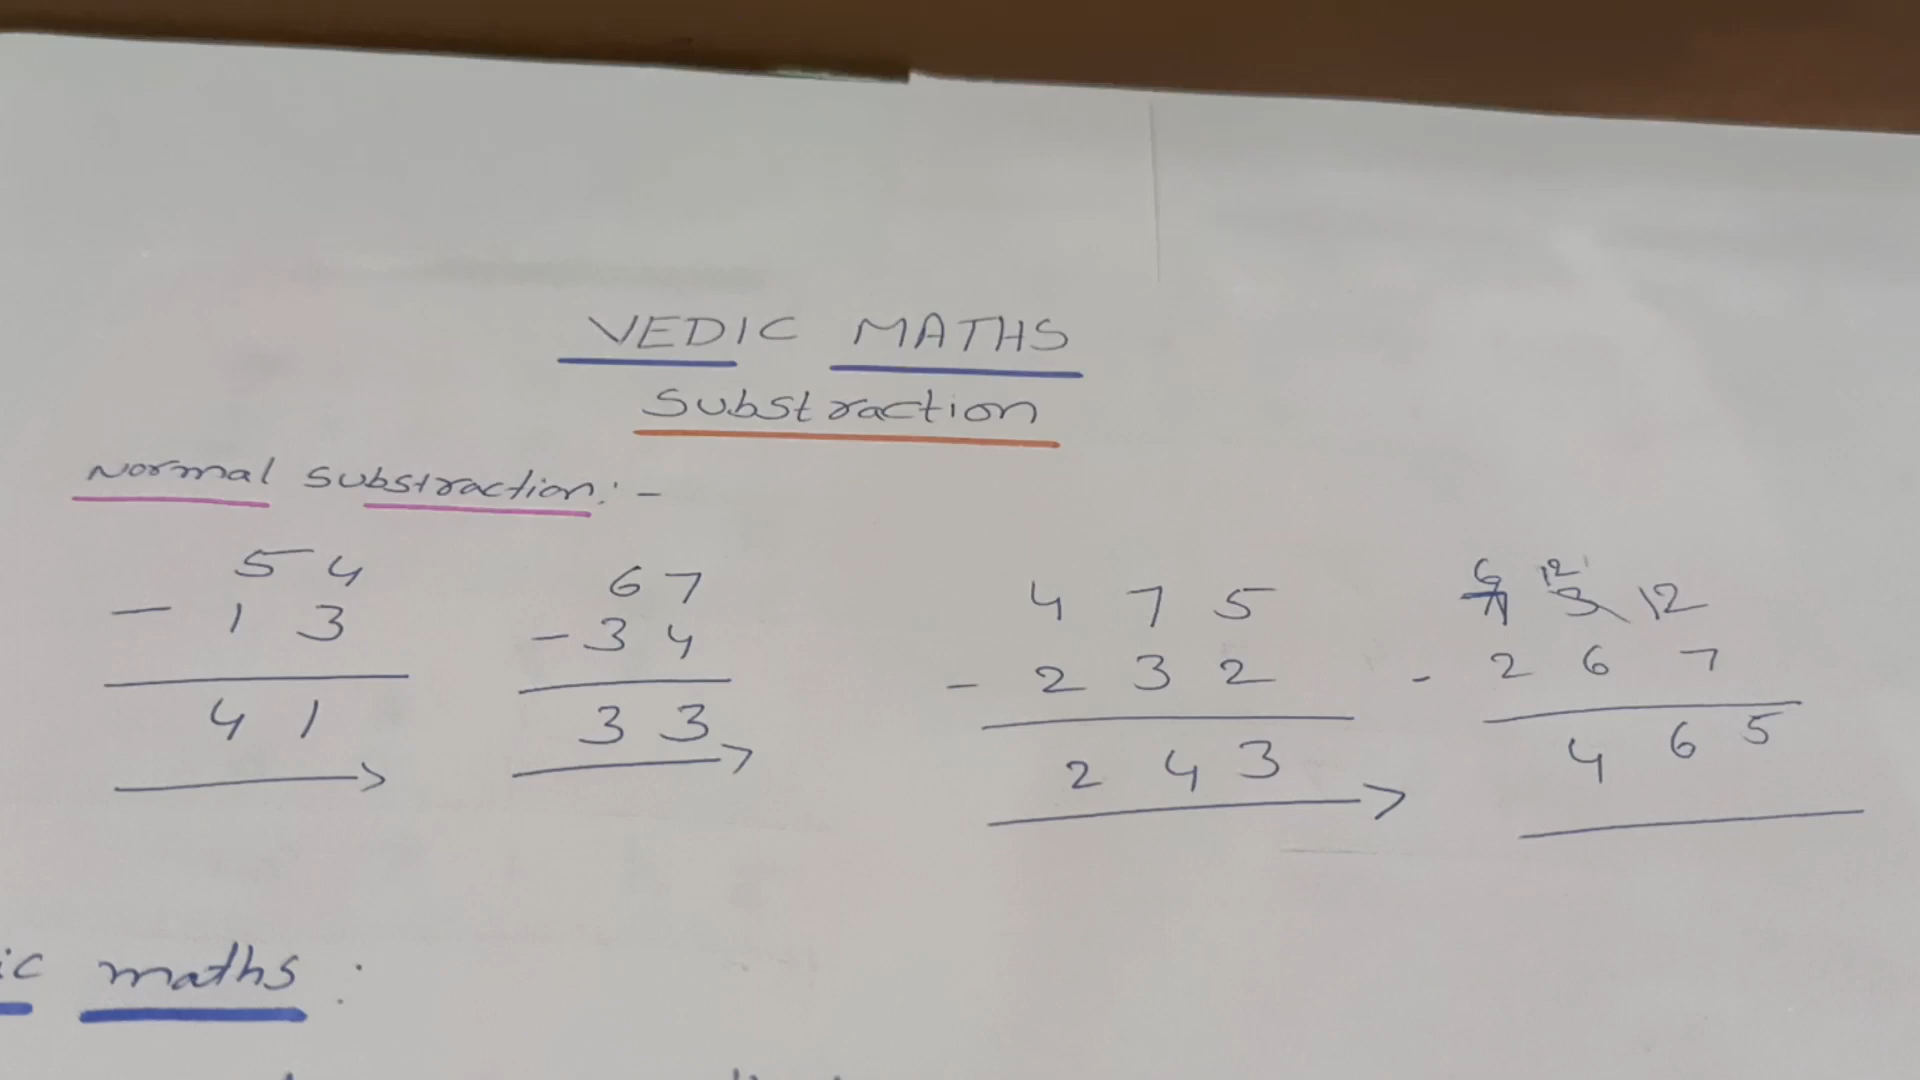 VEDIC MATHS
Substraction
Normal Substraction:-
54 67 475 6 12
- 13 - 34 - 232 7 3 12
41 33 243 - 267
465
maths :